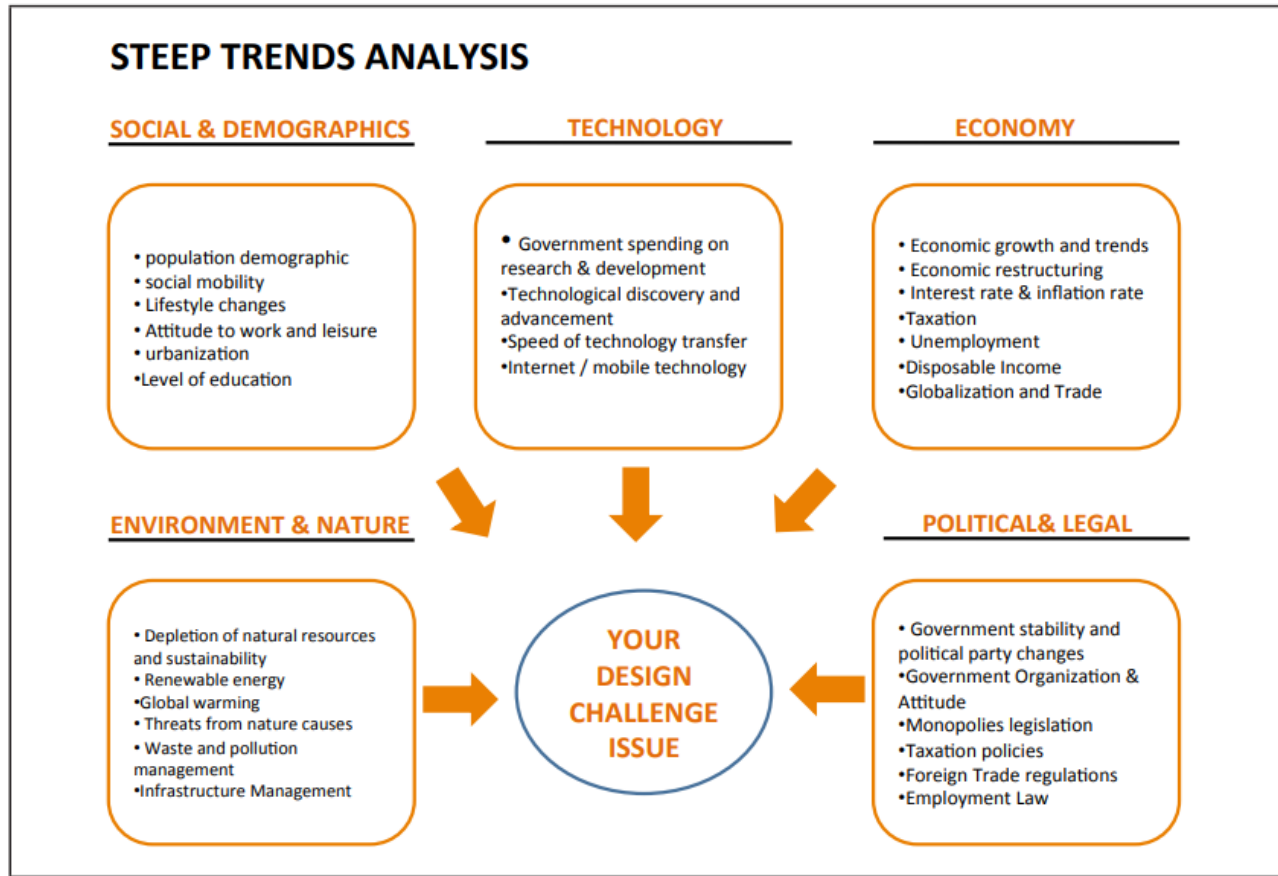 STEEP TRENDS ANALYSIS
SOCIAL & DEMOGRAPHICS
• population demographic
• social mobility
• Lifestyle changes
• Attitude to work and leisure
• urbanization
•Level of education
TECHNOLOGY
• Government spending on
research & development
•Technological discovery and
advancement
•Speed of technology transfer
•Internet / mobile technology
ECONOMY
• Economic growth and trends
• Economic restructuring
• Interest rate & inflation rate
•Taxation
• Unemployment
•Disposable Income
•Globalization and Trade
ENVIRONMENT & NATURE
• Depletion of natural resources
and sustainability
• Renewable energy
•Global warming
• Threats from nature causes
• Waste and pollution
management
•Infrastructure Management
YOUR
DESIGN
CHALLENGE
ISSUE
POLITICAL& LEGAL
• Government stability and
political party changes
•Government Organization &
Attitude
•Monopolies legislation
•Taxation policies
•Foreign Trade regulations
•Employment Law